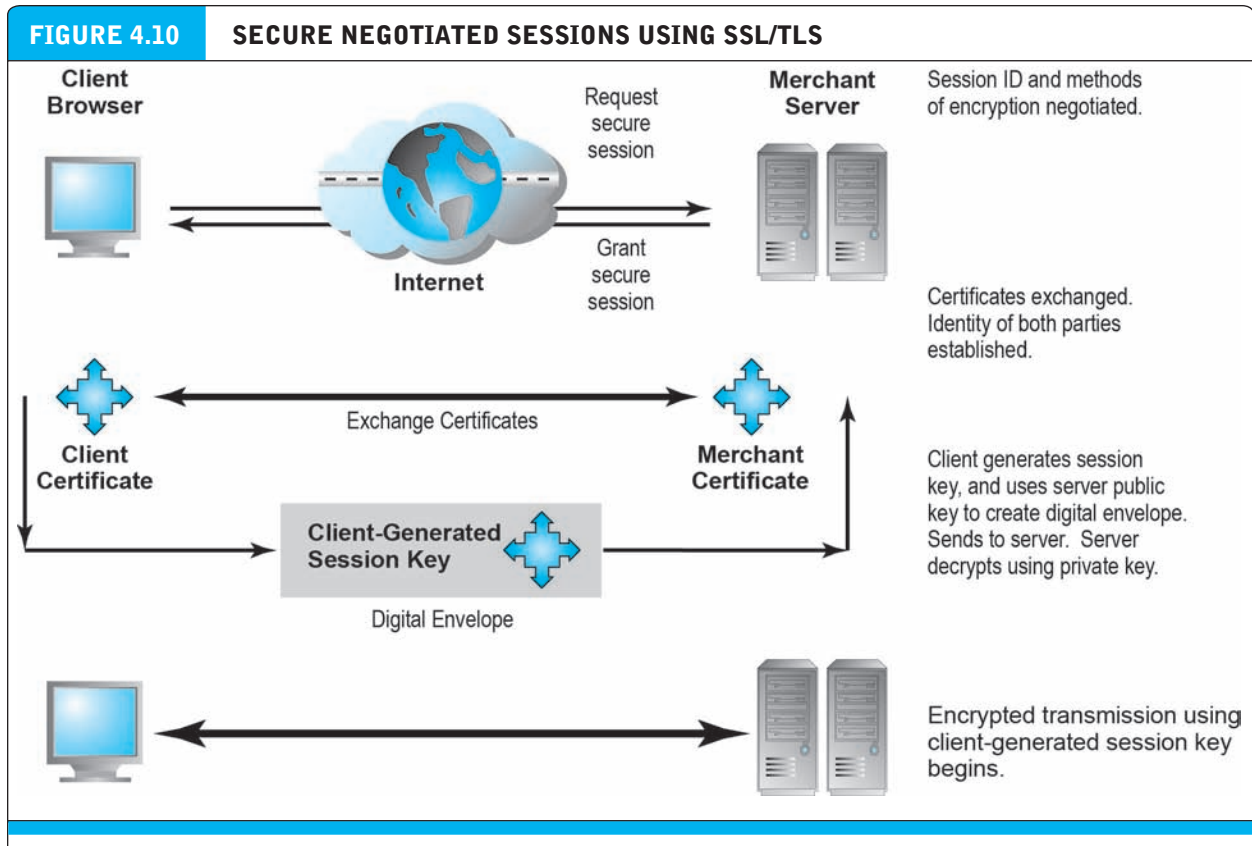 FIGURE 4.10 SECURE NEGOTIATED SESSIONS USING SSL/TLS
Client
Browser
Request
secure
session
Merchant
Server
Session ID and methods
of encryption negotiated.
Internet
Grant
secure
session
Certificates exchanged.
Identity of both parties
established.
Exchange Certificates
Client
Certificate
Merchant
Certificate
Client generates session
key, and uses server public
key to create digital envelope.
Sends to server. Server
decrypts using private key.
Client-Generated
Session Key
Digital Envelope
Encrypted transmission using
client-generated session key
begins.